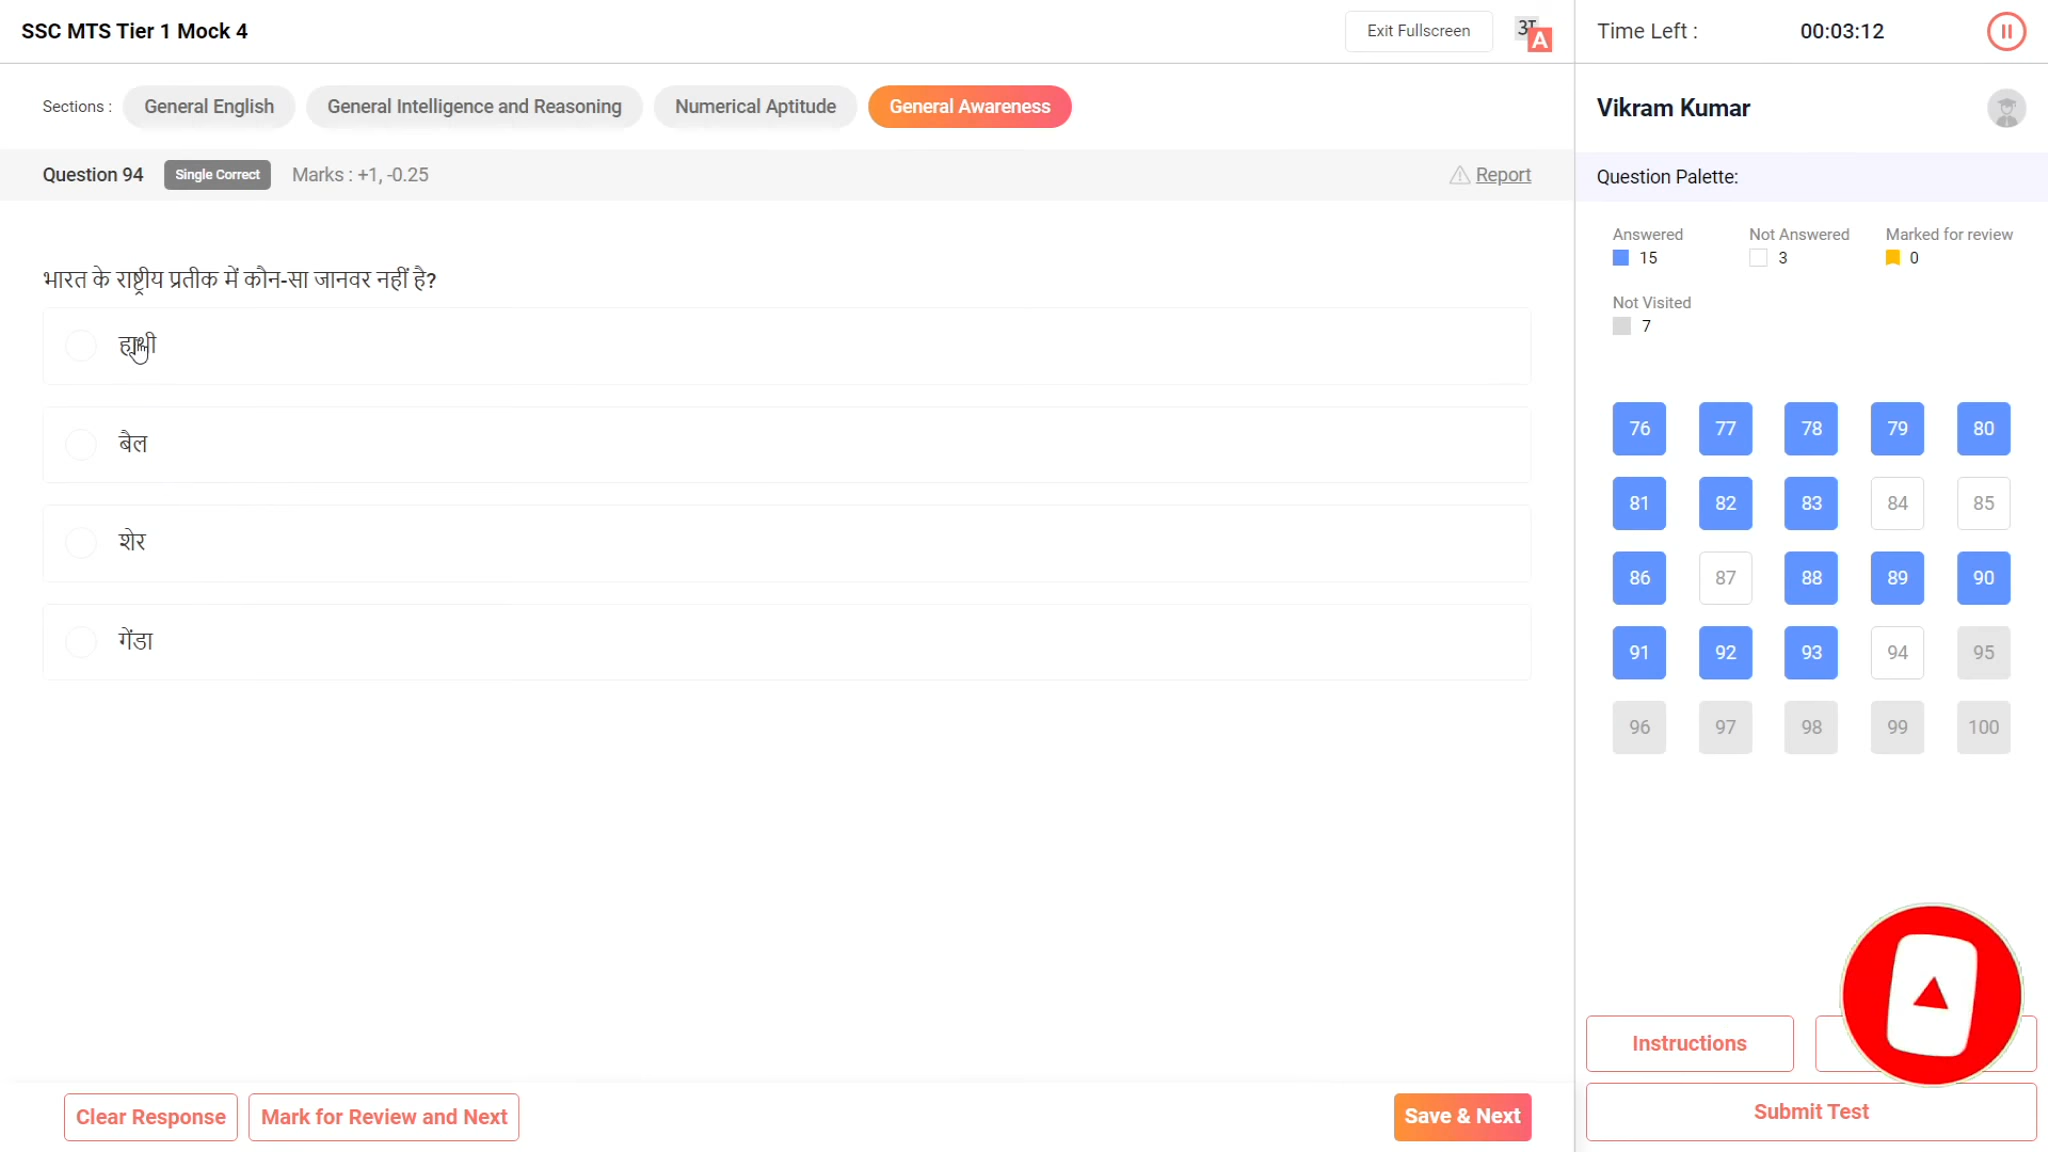 SSC MTS Tier 1 Mock 4
Exit Fullscreen
अ A
Time Left : 00:03:12
Sections : General English General Intelligence and Reasoning Numerical Aptitude General Awareness
Vikram Kumar
Question 94 Single Correct Marks : +1, -0.25 Report
Question Palette:
भारत के राष्ट्रीय प्रतीक में कौन-सा जानवर नहीं है?
हाथी
बैल
शेर
गेंडा
Answered Not Answered Marked for review
15 3 0
Not Visited
7
76 77 78 79 80
81 82 83 84 85
86 87 88 89 90
91 92 93 94 95
96 97 98 99 100
Instructions
Clear Response Mark for Review and Next Save & Next
Submit Test